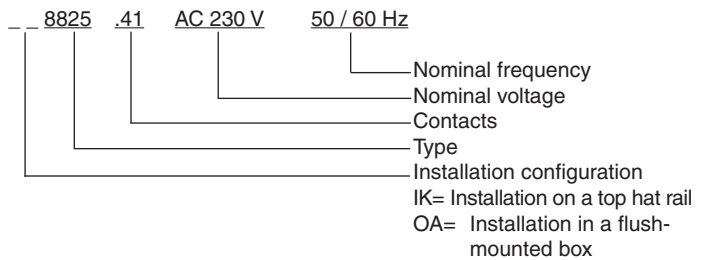 _ _ 8825 .41 AC 230 V 50 / 60 Hz
Nominal frequency
Nominal voltage
Contacts
Type
Installation configuration
IK= Installation on a top hat rail
OA= Installation in a flush-
mounted box